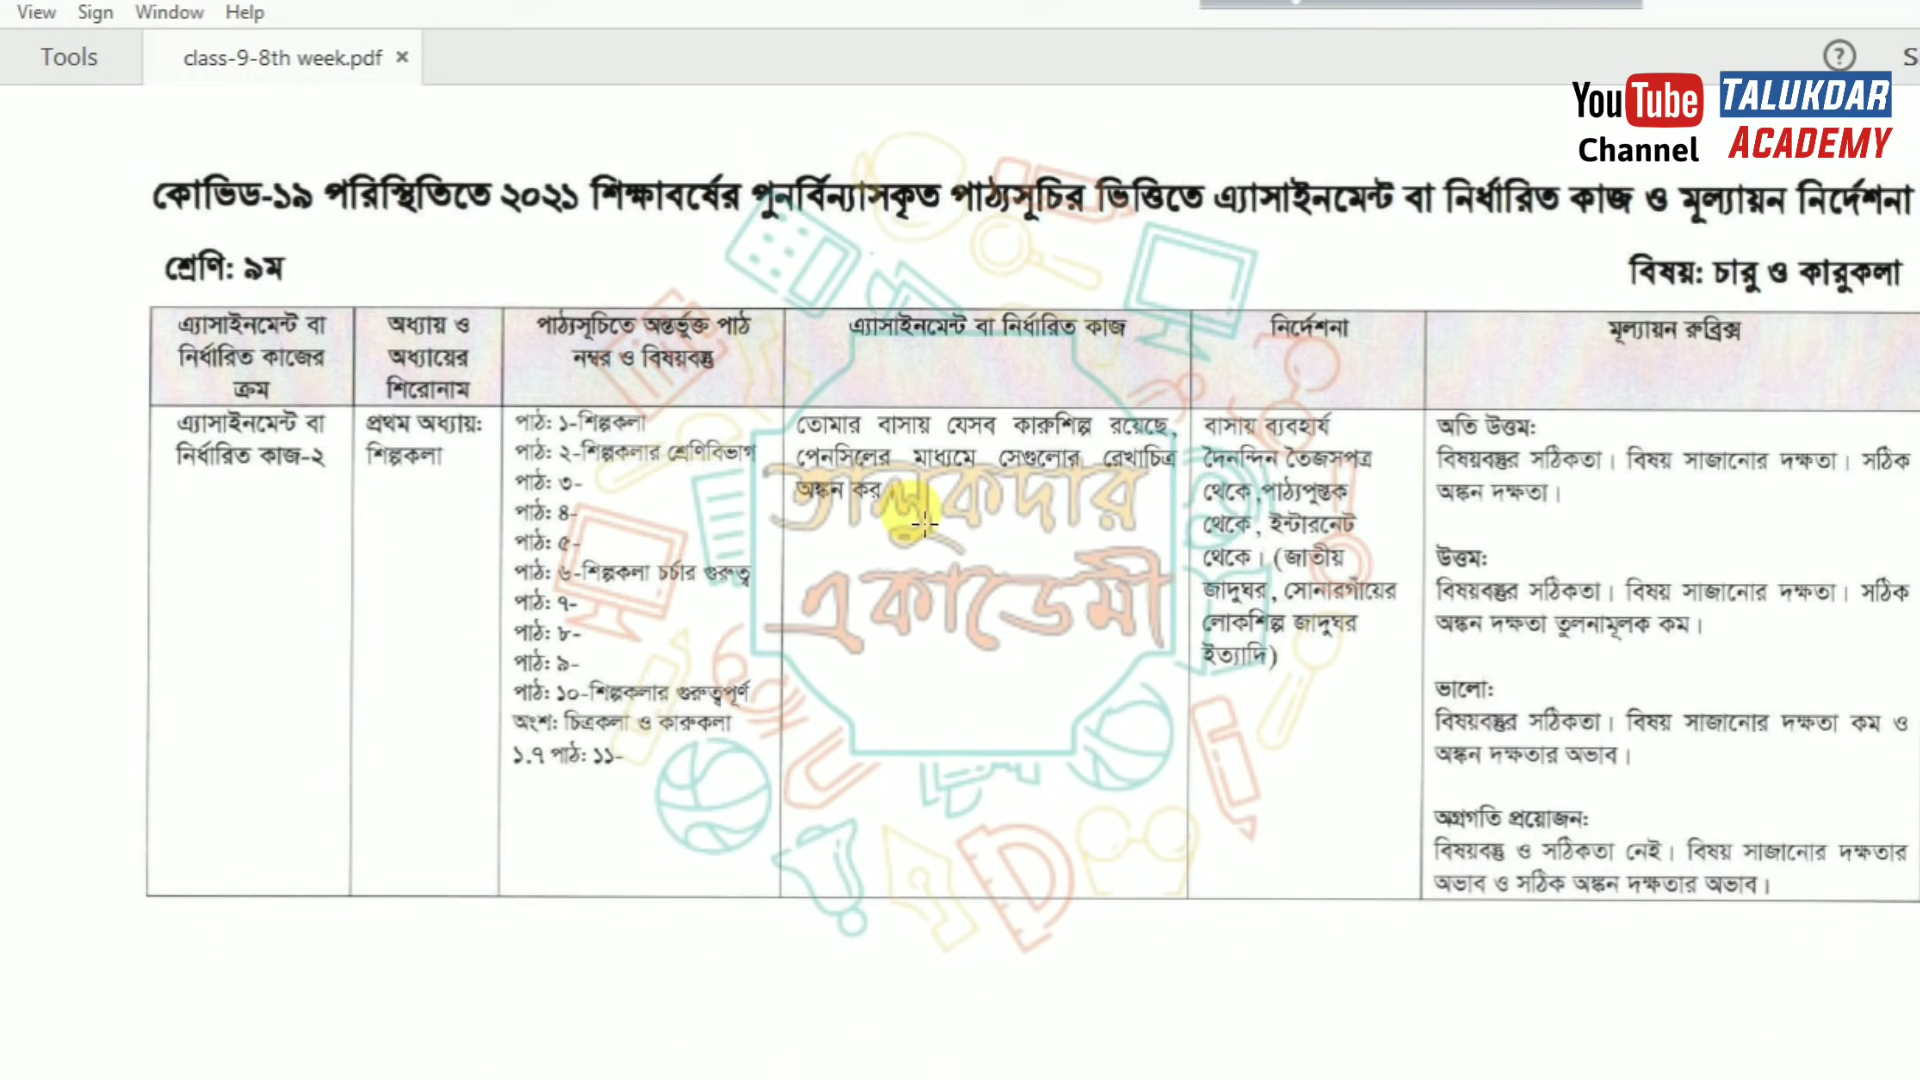 View Sign Window Help
Tools class-9-8th week.pdf × ? S
YouTube TALUKDAR
Channel ACADEMY
কোভিড-১৯ পরিস্থিতিতে ২০২১ শিক্ষাবর্ষের পুনর্বিন্যাসকৃত পাঠ্যসূচির ভিত্তিতে এ্যাসাইনমেন্ট বা নির্ধারিত কাজ ও মূল্যায়ন নির্দেশনা
শ্রেণি: ৯ম
বিষয়: চারু ও কারুকলা
এ্যাসাইনমেন্ট বা
নির্ধারিত কাজের
ক্রম
অধ্যায় ও
অধ্যায়ের
শিরোনাম
পাঠ্যসূচিতে অন্তর্ভুক্ত পাঠ
নম্বর ও বিষয়বস্তু
এ্যাসাইনমেন্ট বা নির্ধারিত কাজ
নির্দেশনা
মূল্যায়ন রুব্রিক্স
এ্যাসাইনমেন্ট বা
নির্ধারিত কাজ-২
প্রথম অধ্যায়:
শিল্পকলা
পাঠ: ১-শিল্পকলা
পাঠ: ২-শিল্পকলার শ্রেণিবিভাগ
পাঠ: ৩-
পাঠ: ৪-
পাঠ: ৫-
পাঠ: ৬-শিল্পকলা চর্চার গুরুত্ব
পাঠ: ৭-
পাঠ: ৮-
পাঠ: ৯-
পাঠ: ১০-শিল্পকলার গুরুত্বপূর্ণ
অংশ: চিত্রকলা ও কারুকলা
১.৭ পাঠ: ১১-
তোমার বাসায় যেসব কারুশিল্প রয়েছে,
পেনসিলের মাধ্যমে সেগুলোর রেখাচিত্র
অঙ্কন কর।
তালুকদার
একাডেমী
বাসায় ব্যবহার্য
দৈনন্দিন তৈজসপত্র
থেকে,পাঠ্যপুস্তক
থেকে, ইন্টারনেট
থেকে। (জাতীয়
জাদুঘর, সোনারগাঁয়ের
লোকশিল্প জাদুঘর
ইত্যাদি)
অতি উত্তম:
বিষয়বস্তুর সঠিকতা। বিষয় সাজানোর দক্ষতা। সঠিক
অঙ্কন দক্ষতা।
উত্তম:
বিষয়বস্তুর সঠিকতা। বিষয় সাজানোর দক্ষতা। সঠিক
অঙ্কন দক্ষতা তুলনামূলক কম।
ভালো:
বিষয়বস্তুর সঠিকতা। বিষয় সাজানোর দক্ষতা কম ও
অঙ্কন দক্ষতার অভাব।
অগ্রগতি প্রয়োজন:
বিষয়বস্তু ও সঠিকতা নেই। বিষয় সাজানোর দক্ষতার
অভাব ও সঠিক অঙ্কন দক্ষতার অভাব।